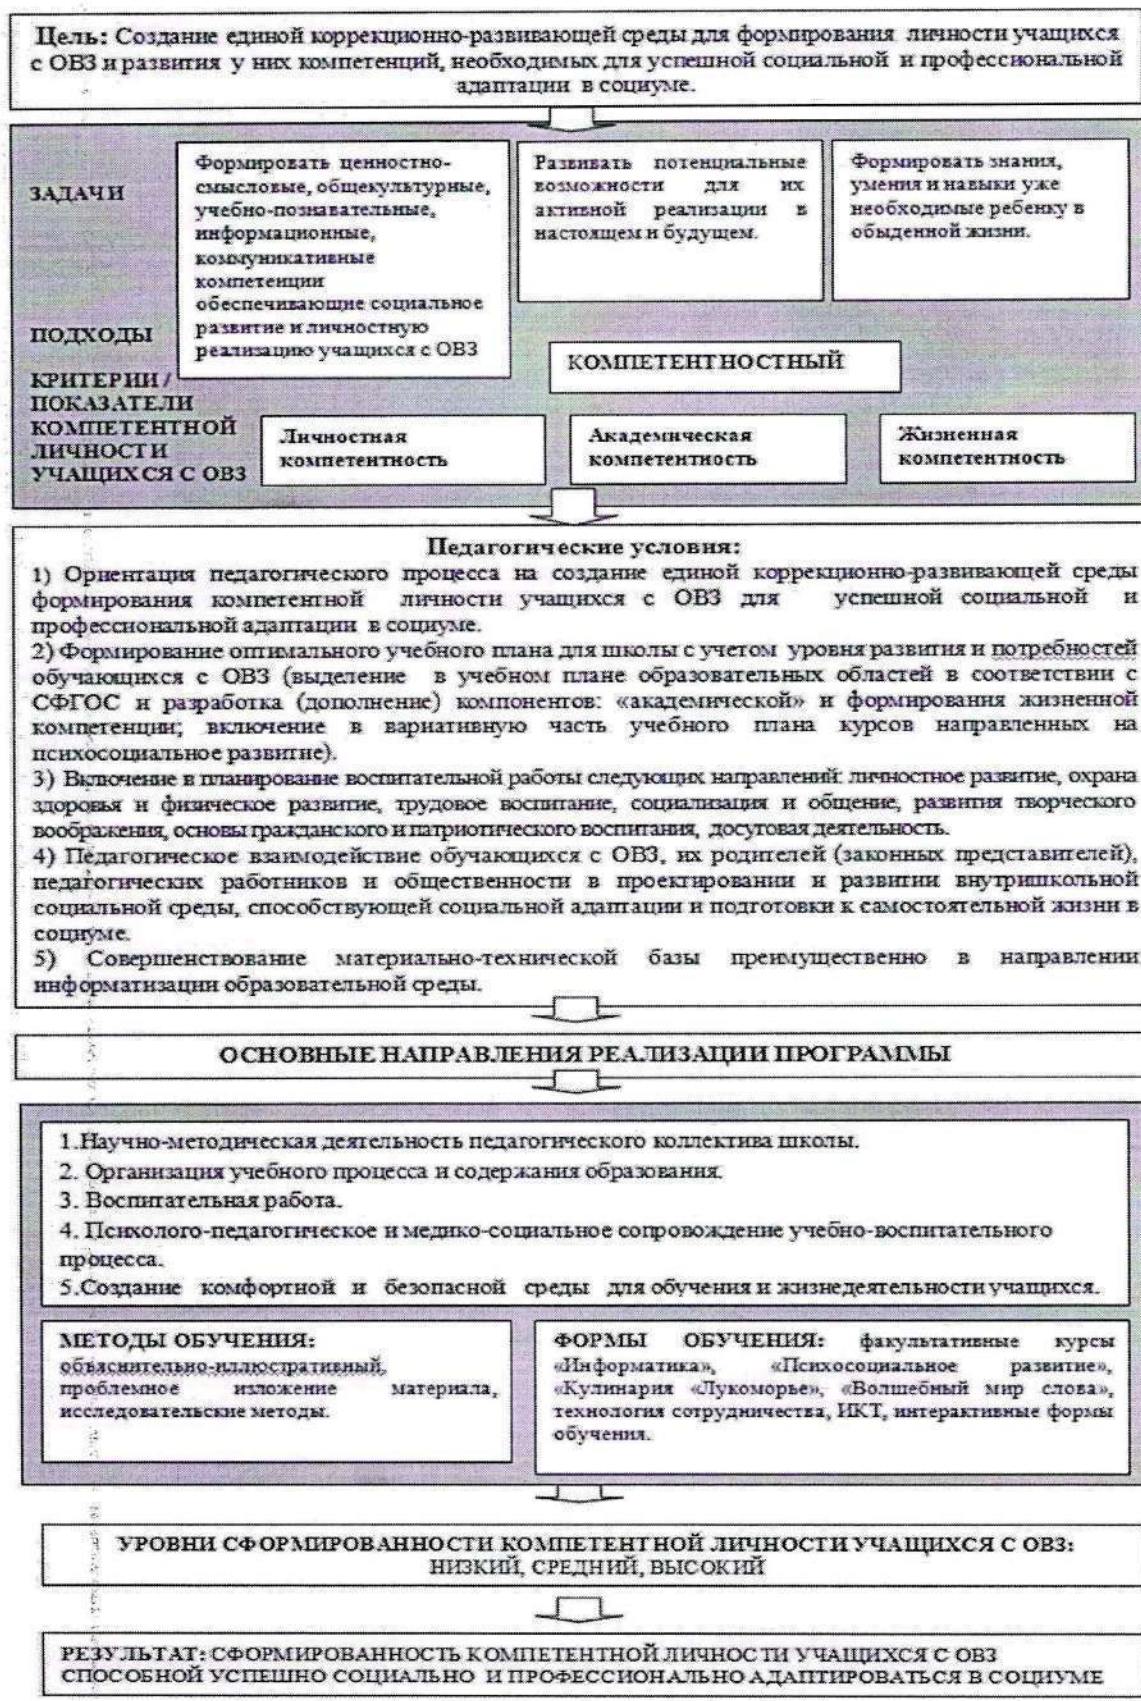 Цель: Создание единой коррекционно-развивающей среды для формирования личности учащихся
с ОВЗ и развития у них компетенций, необходимых для успешной социальной и профессиональной
адаптации в социуме.
ЗАДАЧИ
Формировать ценностно-
смысловые, общекультурные,
учебно-познавательные,
информационные,
коммуникативные
компетенции
обеспечивающие социальное
развитие и личностную
реализацию учащихся с ОВЗ
Развивать потенциальные
возможности для их
активной реализации в
настоящем и будущем.
Формировать знания,
умения и навыки уже
необходимые ребенку в
обыденной жизни.
ПОДХОДЫ
КОМПЕТЕНТНОСТНЫЙ
КРИТЕРИИ /
ПОКАЗАТЕЛИ
КОМПЕТЕНТНОЙ
ЛИЧНОСТИ
УЧАЩИХСЯ С ОВЗ
Личностная
компетентность
Академическая
компетентность
Жизненная
компетентность
Педагогические условия:
1) Ориентация педагогического процесса на создание единой коррекционно-развивающей среды
формирования компетентной личности учащихся с ОВЗ для успешной социальной и
профессиональной адаптации в социуме.
2) Формирование оптимального учебного плана для школы с учетом уровня развития и потребностей
обучающихся с ОВЗ (выделение в учебном плане образовательных областей в соответствии с
СФГОС и разработка (дополнение) компонентов: «академической» и формирования жизненной
компетенции; включение в вариативную часть учебного плана курсов направленных на
психосоциальное развитие).
3) Включение в планирование воспитательной работы следующих направлений: личностное развитие, охрана
здоровья и физическое развитие, трудовое воспитание, социализация и общение, развития творческого
воображения, основы гражданского и патриотического воспитания, досуговая деятельность.
4) Педагогическое взаимодействие обучающихся с ОВЗ, их родителей (законных представителей),
педагогических работников и общественности в проектировании и развитии внутришкольной
социальной среды, способствующей социальной адаптации и подготовки к самостоятельной жизни в
социуме.
5) Совершенствование материально-технической базы преимущественно в направлении
информатизации образовательной среды.
ОСНОВНЫЕ НАПРАВЛЕНИЯ РЕАЛИЗАЦИИ ПРОГРАММЫ
1.Научно-методическая деятельность педагогического коллектива школы.
2. Организация учебного процесса и содержания образования.
3. Воспитательная работа.
4. Психолого-педагогическое и медико-социальное сопровождение учебно-воспитательного
процесса.
5.Создание комфортной и безопасной среды для обучения и жизнедеятельности учащихся.
МЕТОДЫ ОБУЧЕНИЯ:
объяснительно-иллюстративный,
проблемное изложение материала,
исследовательские методы.
ФОРМЫ ОБУЧЕНИЯ: факультативные курсы
«Информатика», «Психосоциальное развитие»,
«Кулинария «Лукоморье», «Волшебный мир слова»,
технология сотрудничества, ИКТ, интерактивные формы
обучения.
УРОВНИ СФОРМИРОВАННОСТИ КОМПЕТЕНТНОЙ ЛИЧНОСТИ УЧАЩИХСЯ С ОВЗ:
НИЗКИЙ, СРЕДНИЙ, ВЫСОКИЙ
РЕЗУЛЬТАТ: СФОРМИРОВАННОСТЬ КОМПЕТЕНТНОЙ ЛИЧНОСТИ УЧАЩИХСЯ С ОВЗ
СПОСОБНОЙ УСПЕШНО СОЦИАЛЬНО И ПРОФЕССИОНАЛЬНО АДАПТИРОВАТЬСЯ В СОЦИУМЕ